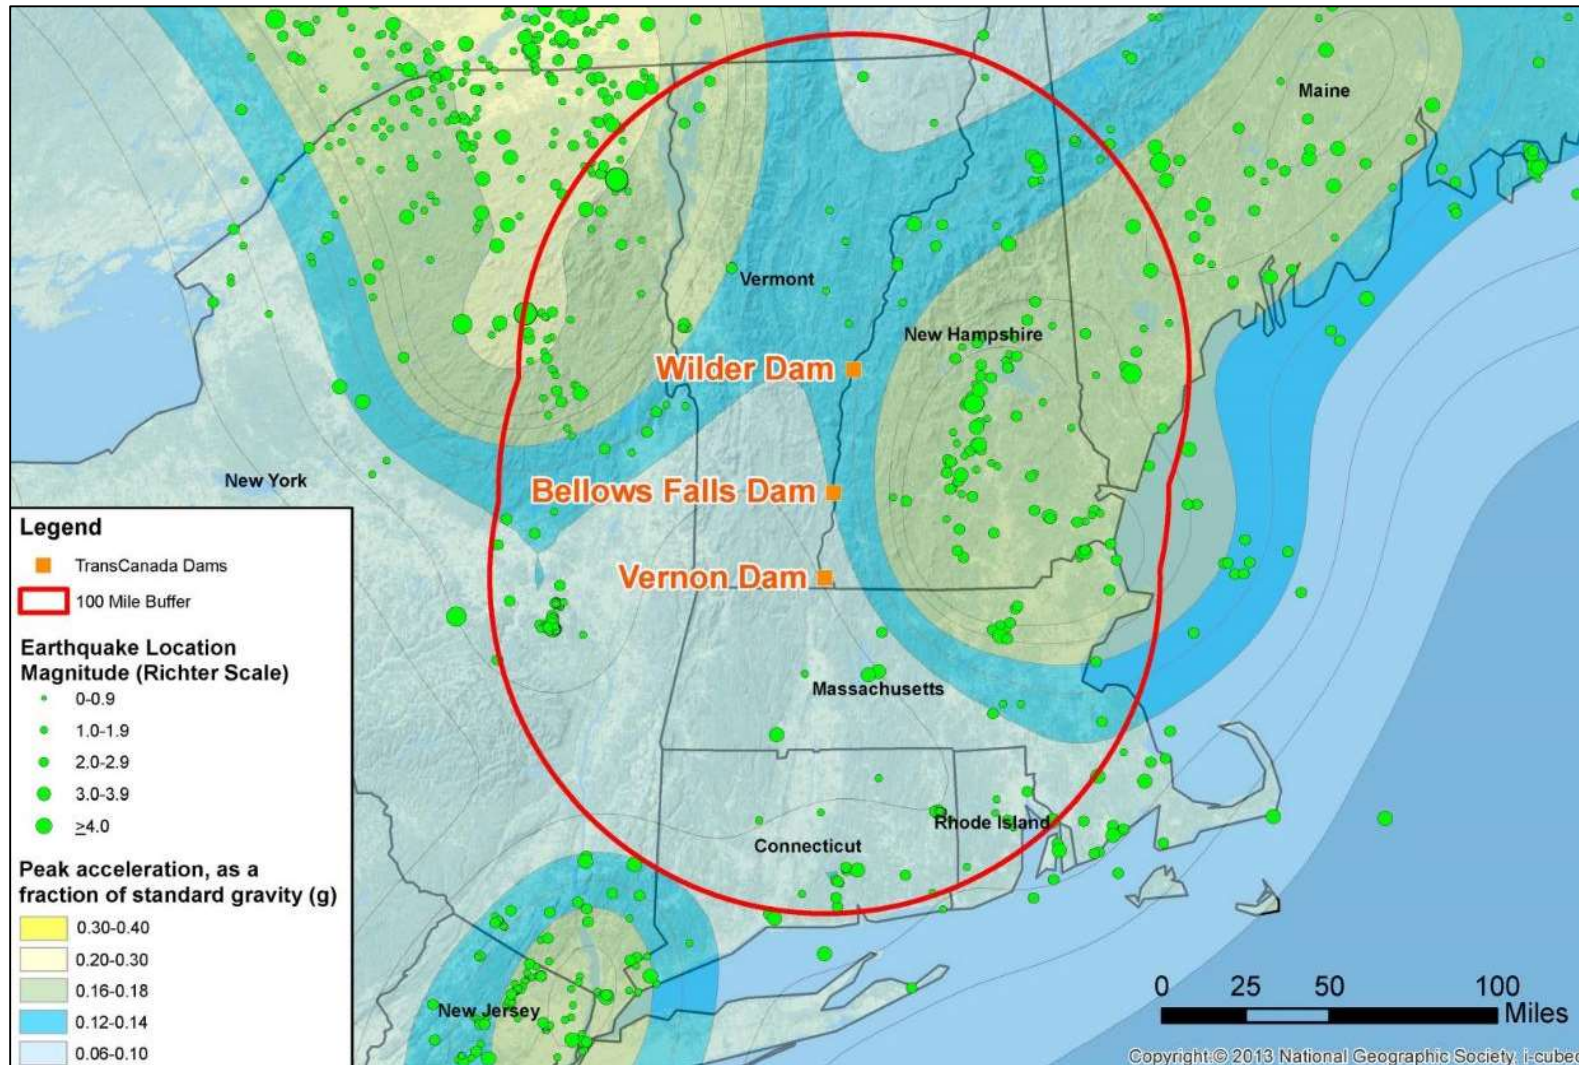 Maine
Vermont
New Hampshire
Wilder Dam
New York
Bellows Falls Dam
Vernon Dam
Massachusetts
Rhode Island
Connecticut
New Jersey
Legend
TransCanada Dams
100 Mile Buffer
Earthquake Location
Magnitude (Richter Scale)
0-0.9
1.0-1.9
2.0-2.9
3.0-3.9
≥4.0
Peak acceleration, as a
fraction of standard gravity (g)
0.30-0.40
0.20-0.30
0.16-0.18
0.12-0.14
0.06-0.10
0 25 50 100
Miles
Copyright:© 2013 National Geographic Society, i-cubed